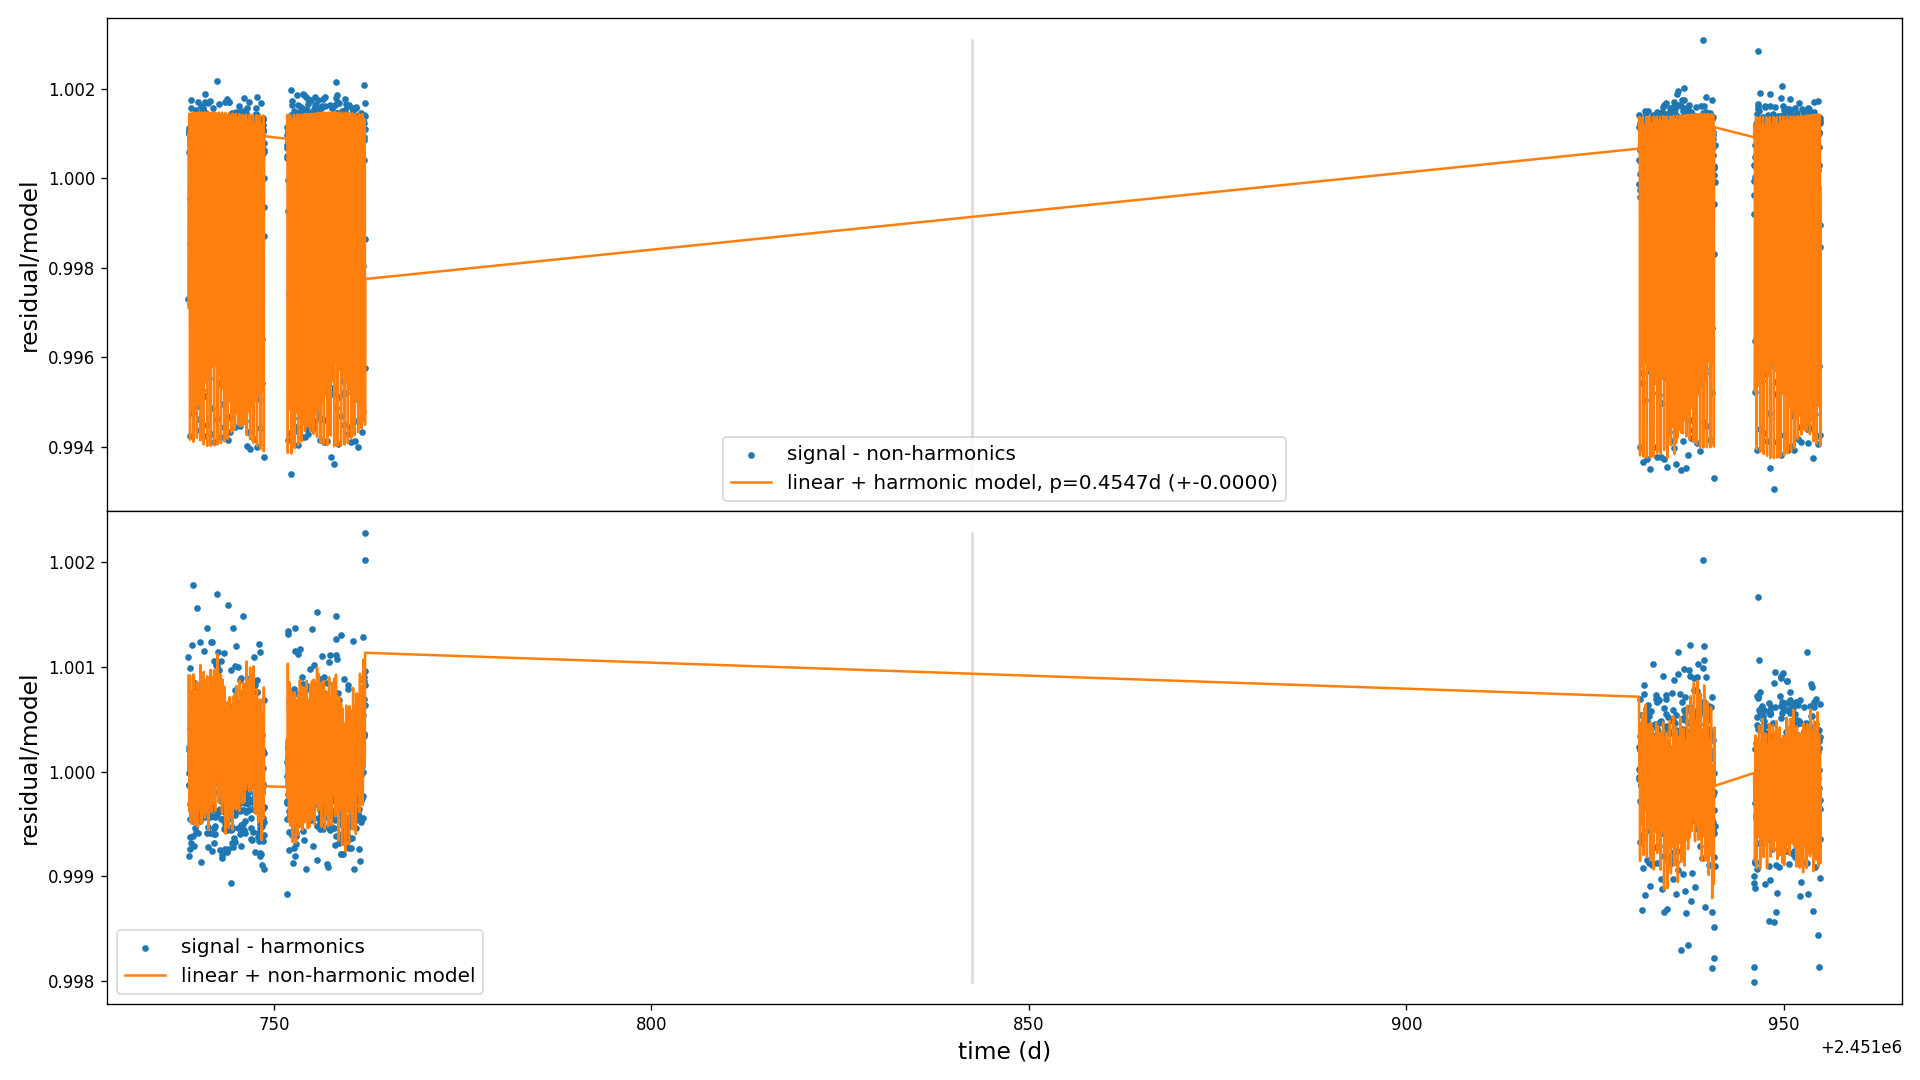 1.002
1.000
0.998
0.996
0.994
residual/model
signal - non-harmonics
linear + harmonic model, p=0.4547d (+-0.0000)
1.002
1.001
1.000
0.999
0.998
residual/model
signal - harmonics
linear + non-harmonic model
750
800
850
900
950
time (d)
+2.451e6